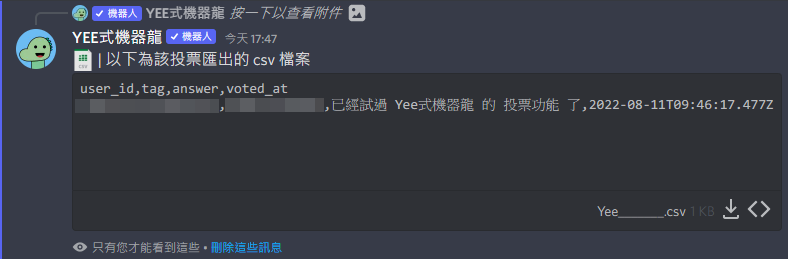 ✓ 機器人 YEE式機器龍 按一下以查看附件
YEE式機器龍 ✓ 機器人 今天 17:47
CSV | 以下為該投票匯出的 csv 檔案
user_id,tag,answer,voted_at
,已經試過 Yee式機器龍 的 投票功能 了,2022-08-11T09:46:17.477Z
Yee______.csv 1 KB
只有您才能看到這些 • 刪除這些訊息